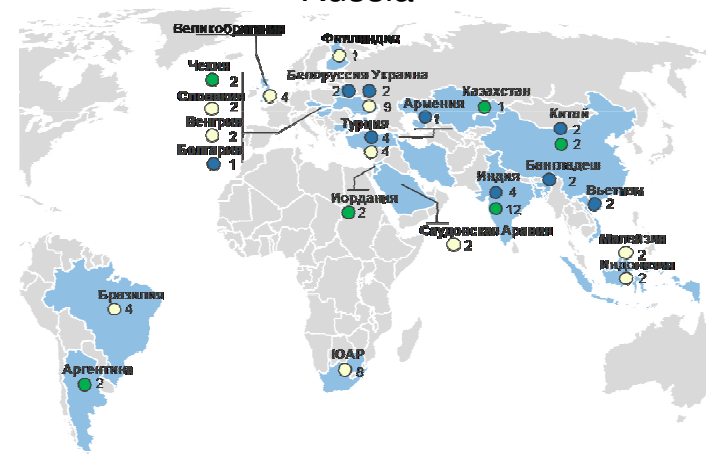 Russia
Великобритания
Финляндия
1
Чехия
2
Словакия
2
Венгрия
2
Болгария
1
4
Белоруссия Украина
2 2
9
Армения
1
Казахстан
1
Турция
4
4
Китай
2
2
Бангладеш
2
Индия
4
12
Вьетнам
2
Иордания
2
Саудовская Аравия
2
Малайзия
2
Индонезия
2
Бразилия
4
ЮАР
8
Аргентина
2